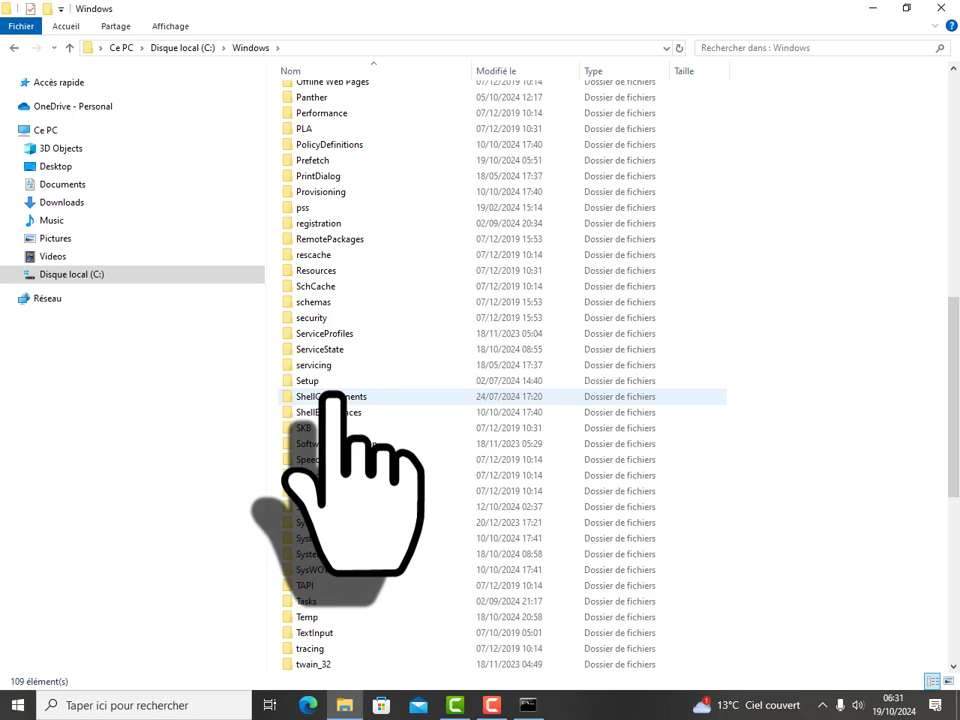 Windows
Fichier Accueil Partage Affichage
Ce PC Disque local (C:) Windows
Rechercher dans : Windows
Accès rapide
OneDrive - Personal
Ce PC
3D Objects
Desktop
Documents
Downloads
Music
Pictures
Videos
Disque local (C:)
Réseau
Nom Modifié le Type Taille
Offline Web Pages 07/12/2019 10:14 Dossier de fichiers
Panther 05/10/2024 12:17 Dossier de fichiers
Performance 07/12/2019 10:14 Dossier de fichiers
PLA 07/12/2019 10:31 Dossier de fichiers
PolicyDefinitions 10/10/2024 17:40 Dossier de fichiers
Prefetch 19/10/2024 05:51 Dossier de fichiers
PrintDialog 18/05/2024 17:37 Dossier de fichiers
Provisioning 10/10/2024 17:40 Dossier de fichiers
pss 19/02/2024 15:14 Dossier de fichiers
registration 02/09/2024 20:34 Dossier de fichiers
RemotePackages 07/12/2019 15:53 Dossier de fichiers
rescache 07/12/2019 10:14 Dossier de fichiers
Resources 07/12/2019 10:31 Dossier de fichiers
SchCache 07/12/2019 10:14 Dossier de fichiers
schemas 07/12/2019 15:53 Dossier de fichiers
security 07/12/2019 15:53 Dossier de fichiers
ServiceProfiles 18/11/2023 05:04 Dossier de fichiers
ServiceState 18/10/2024 08:55 Dossier de fichiers
servicing 18/05/2024 17:37 Dossier de fichiers
Setup 02/07/2024 14:40 Dossier de fichiers
24/07/2024 17:20 Dossier de fichiers
10/10/2024 17:40 Dossier de fichiers
SKB 07/12/2019 10:31 Dossier de fichiers
18/11/2023 05:29 Dossier de fichiers
07/12/2019 10:14 Dossier de fichiers
07/12/2019 10:14 Dossier de fichiers
07/12/2019 10:14 Dossier de fichiers
12/10/2024 02:37 Dossier de fichiers
20/12/2023 17:21 Dossier de fichiers
10/10/2024 17:41 Dossier de fichiers
18/10/2024 08:58 Dossier de fichiers
10/10/2024 17:41 Dossier de fichiers
TAPI 07/12/2019 10:14 Dossier de fichiers
Tasks 02/09/2024 21:17 Dossier de fichiers
Temp 18/10/2024 20:58 Dossier de fichiers
TextInput 07/10/2019 05:01 Dossier de fichiers
tracing 07/12/2019 10:14 Dossier de fichiers
twain_32 18/11/2023 04:49 Dossier de fichiers
109 élément(s)
Taper ici pour rechercher
13°C Ciel couvert
06:31
19/10/2024